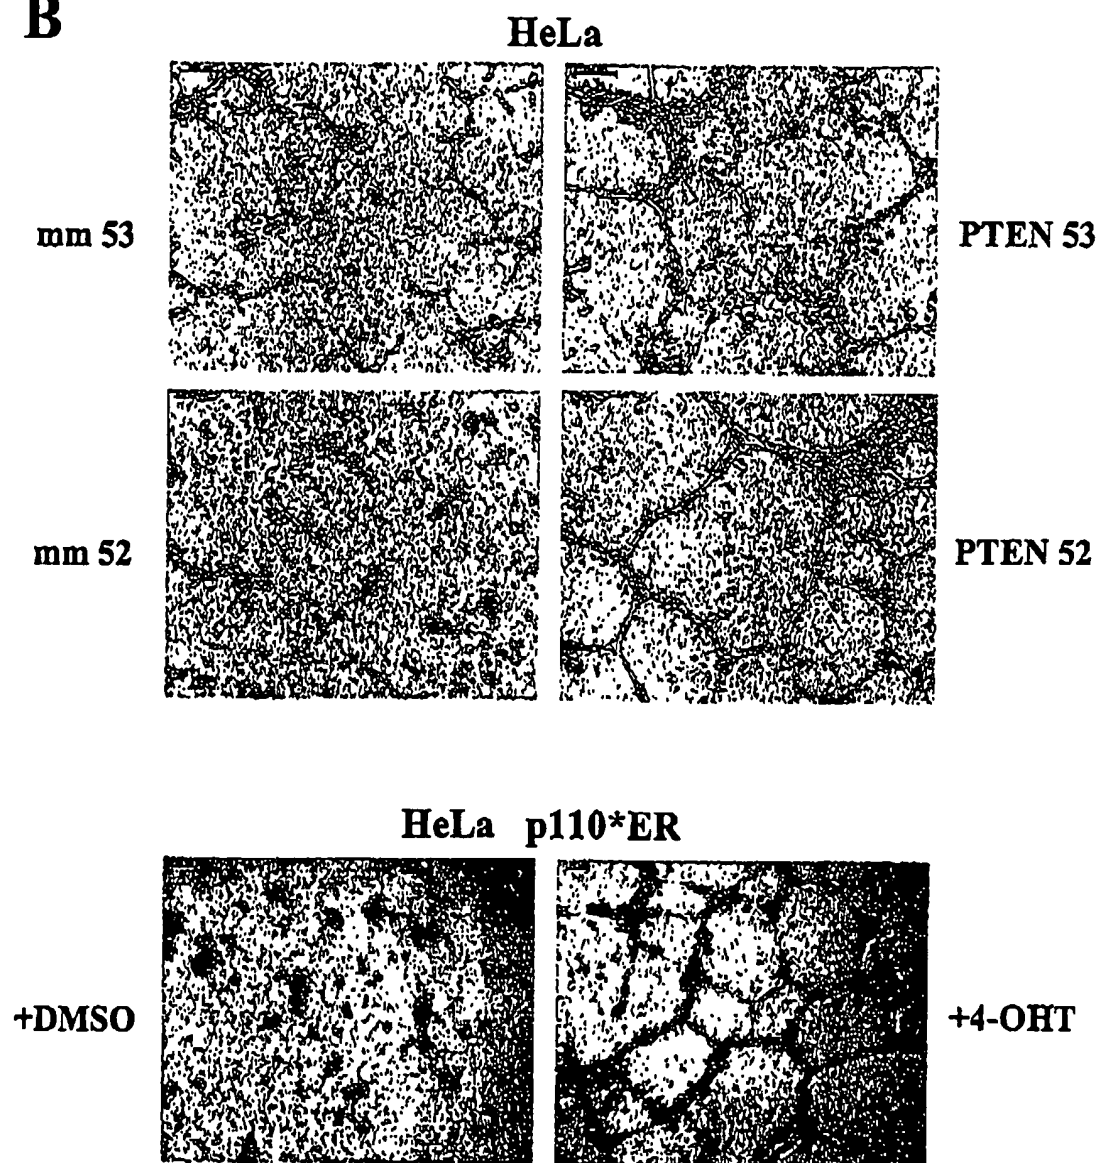 B
HeLa
mm 53
PTEN 53
mm 52
PTEN 52
HeLa p110*ER
+DMSO
+4-OHT